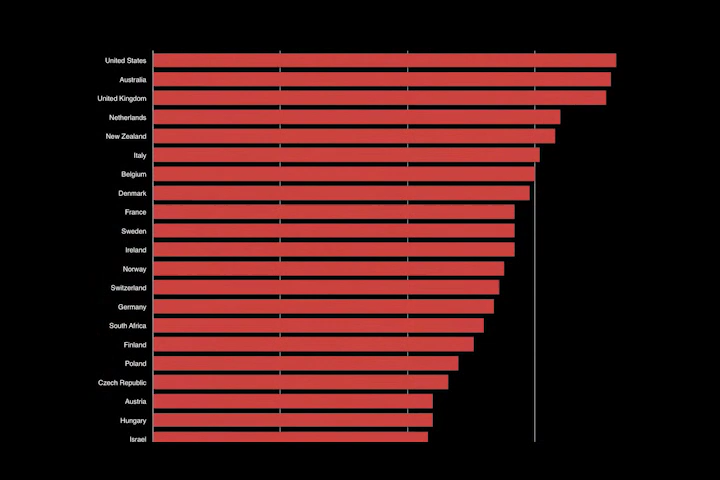 United States
Australia
United Kingdom
Netherlands
New Zealand
Italy
Belgium
Denmark
France
Sweden
Ireland
Norway
Switzerland
Germany
South Africa
Finland
Poland
Czech Republic
Austria
Hungary
Israel